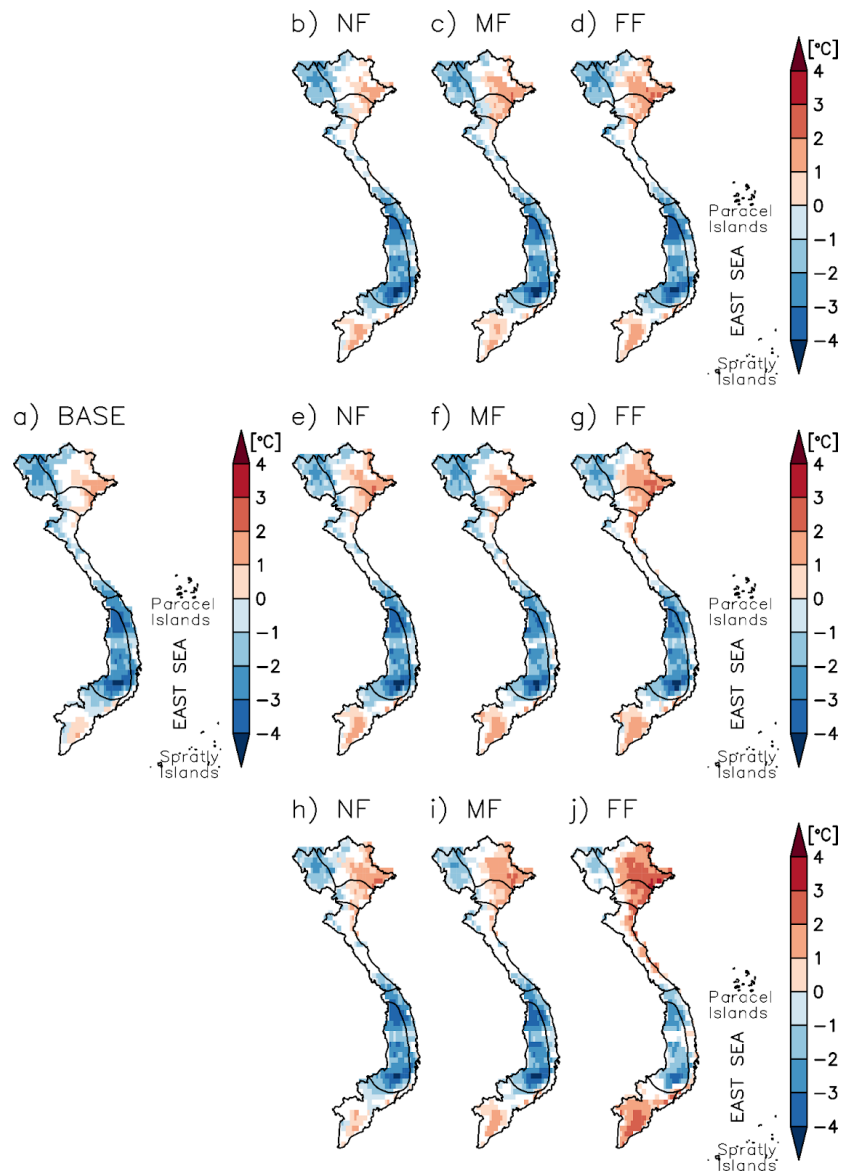 b) NF
c) MF
d) FF
[°C]
4
3
2
1
0
−1
−2
−3
−4
Paracel
Islands
EAST SEA
Spratly
Islands
a) BASE
[°C]
4
3
2
1
0
−1
−2
−3
−4
Paracel
Islands
EAST SEA
Spratly
Islands
e) NF
f) MF
g) FF
[°C]
4
3
2
1
0
−1
−2
−3
−4
Paracel
Islands
EAST SEA
Spratly
Islands
h) NF
i) MF
j) FF
[°C]
4
3
2
1
0
−1
−2
−3
−4
Paracel
Islands
EAST SEA
Spratly
Islands